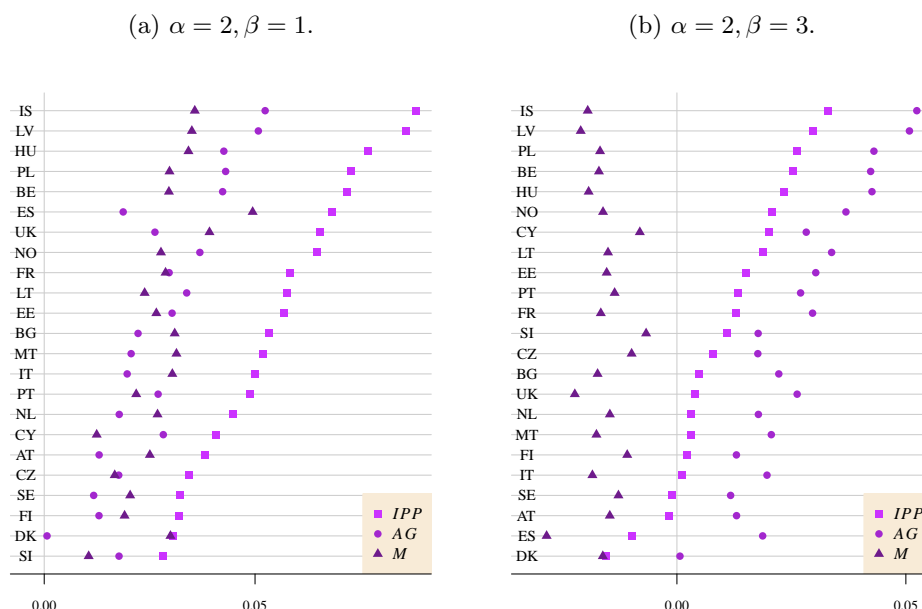 (a) α = 2, β = 1.
IS
LV
HU
PL
BE
ES
UK
NO
FR
LT
EE
BG
MT
IT
PT
NL
CY
AT
CZ
SE
FI
DK
SI
IPP
AG
M
0.00 0.05
(b) α = 2, β = 3.
IS
LV
PL
BE
HU
NO
CY
LT
EE
PT
FR
SI
CZ
BG
UK
NL
MT
FI
IT
SE
AT
ES
DK
IPP
AG
M
0.00 0.05